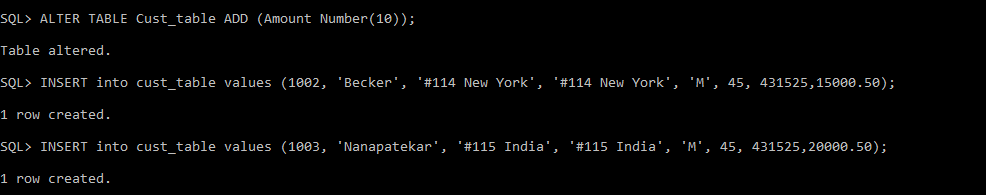 SQL> ALTER TABLE Cust_table ADD (Amount Number(10));
Table altered.
SQL> INSERT into cust_table values (1002, 'Becker', '#114 New York', '#114 New York', 'M', 45, 431525,15000.50);
1 row created.
SQL> INSERT into cust_table values (1003, 'Nanapatekar', '#115 India', '#115 India', 'M', 45, 431525,20000.50);
1 row created.